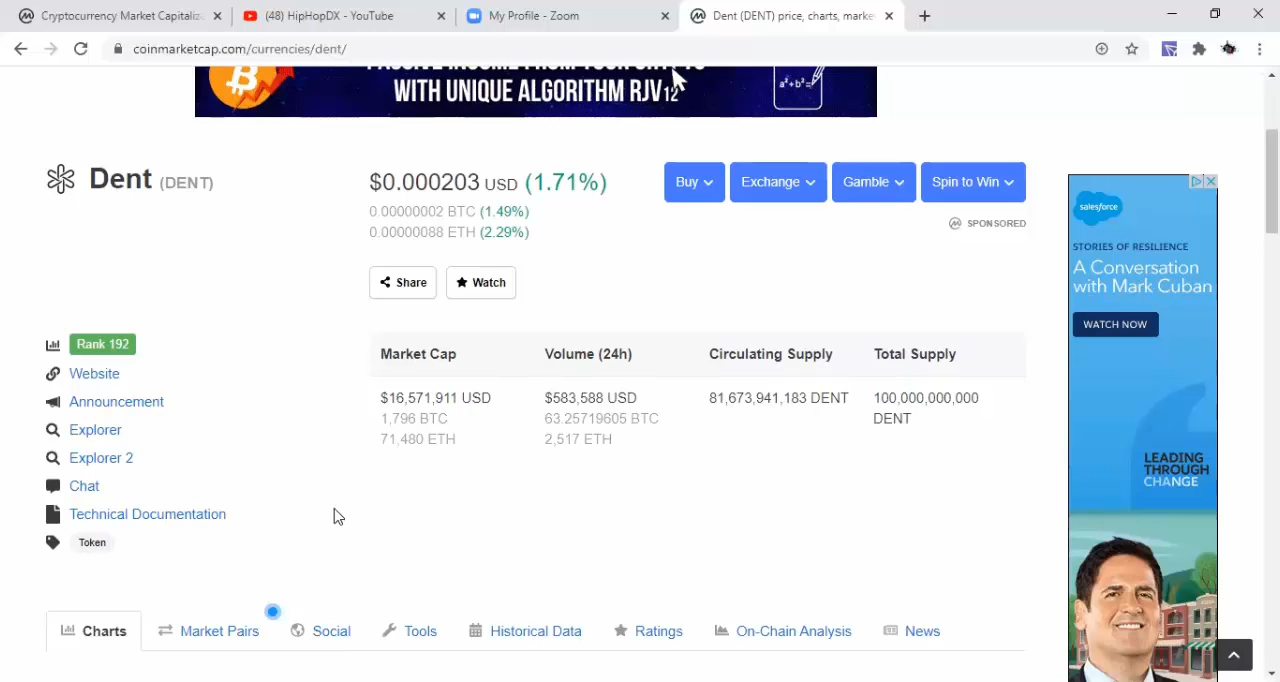 Cryptocurrency Market Capitaliz
(48) HipHopDX - YouTube
My Profile - Zoom
Dent (DENT) price, charts, marke
coinmarketcap.com/currencies/dent/
WITH UNIQUE ALGORITHM RJV12
a²+b²=
Dent (DENT)
$0.000203 USD (1.71%)
0.00000002 BTC (1.49%)
0.00000088 ETH (2.29%)
Buy
Exchange
Gamble
Spin to Win
SPONSORED
Share
Watch
Rank 192
Website
Announcement
Explorer
Explorer 2
Chat
Technical Documentation
Token
Market Cap Volume (24h) Circulating Supply Total Supply
$16,571,911 USD $583,588 USD 81,673,941,183 DENT 100,000,000,000
1,796 BTC 63.25719605 BTC DENT
71,480 ETH 2,517 ETH
salesforce
STORIES OF RESILIENCE
A Conversation
with Mark Cuban
WATCH NOW
LEADING
THROUGH
CHANGE
Charts
Market Pairs
Social
Tools
Historical Data
Ratings
On-Chain Analysis
News